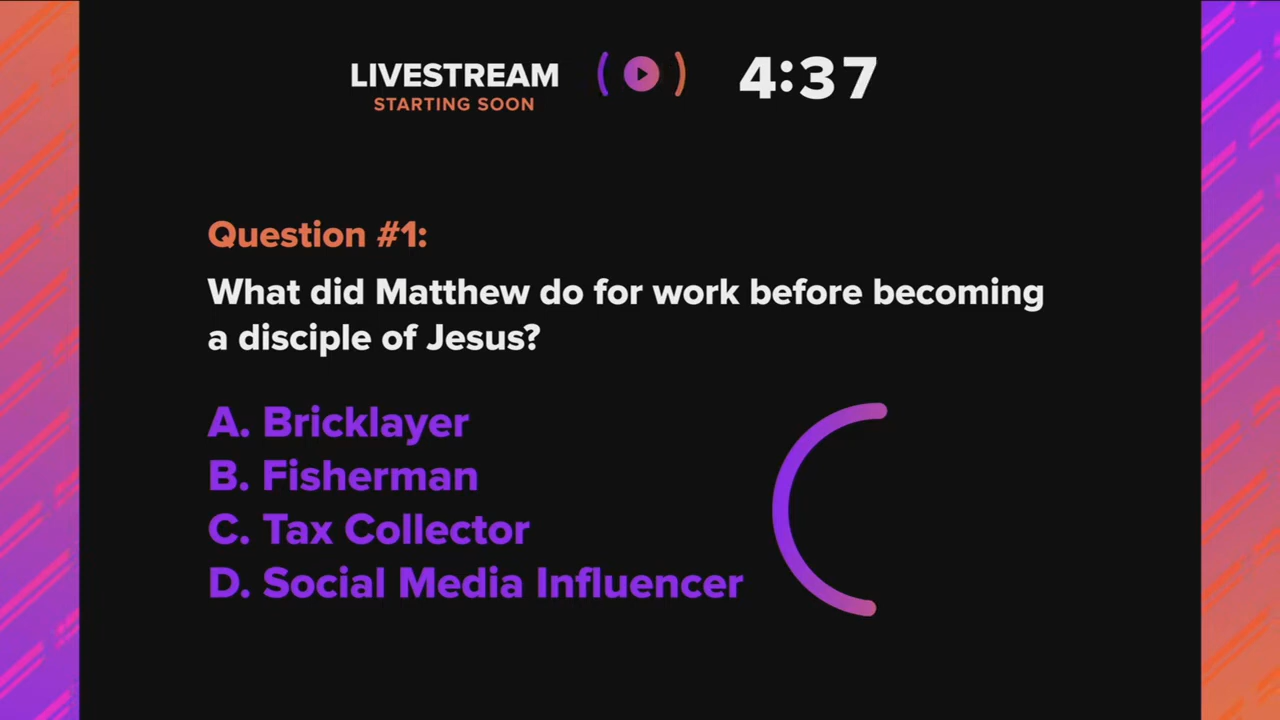 LIVESTREAM
STARTING SOON
4:37
Question #1:
What did Matthew do for work before becoming
a disciple of Jesus?
A. Bricklayer
B. Fisherman
C. Tax Collector
D. Social Media Influencer